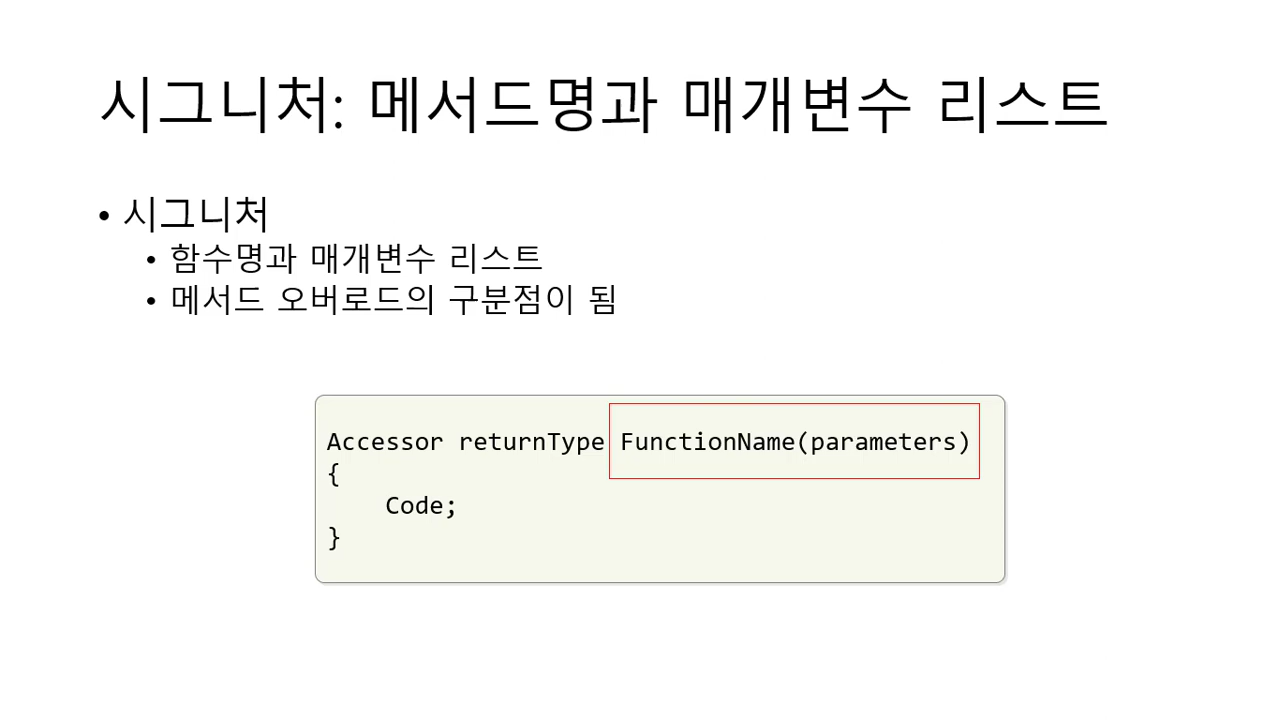 시그니처: 메서드명과 매개변수 리스트
• 시그니처
• 함수명과 매개변수 리스트
• 메서드 오버로드의 구분점이 됨
Accessor returnType FunctionName(parameters)
{
    Code;
}